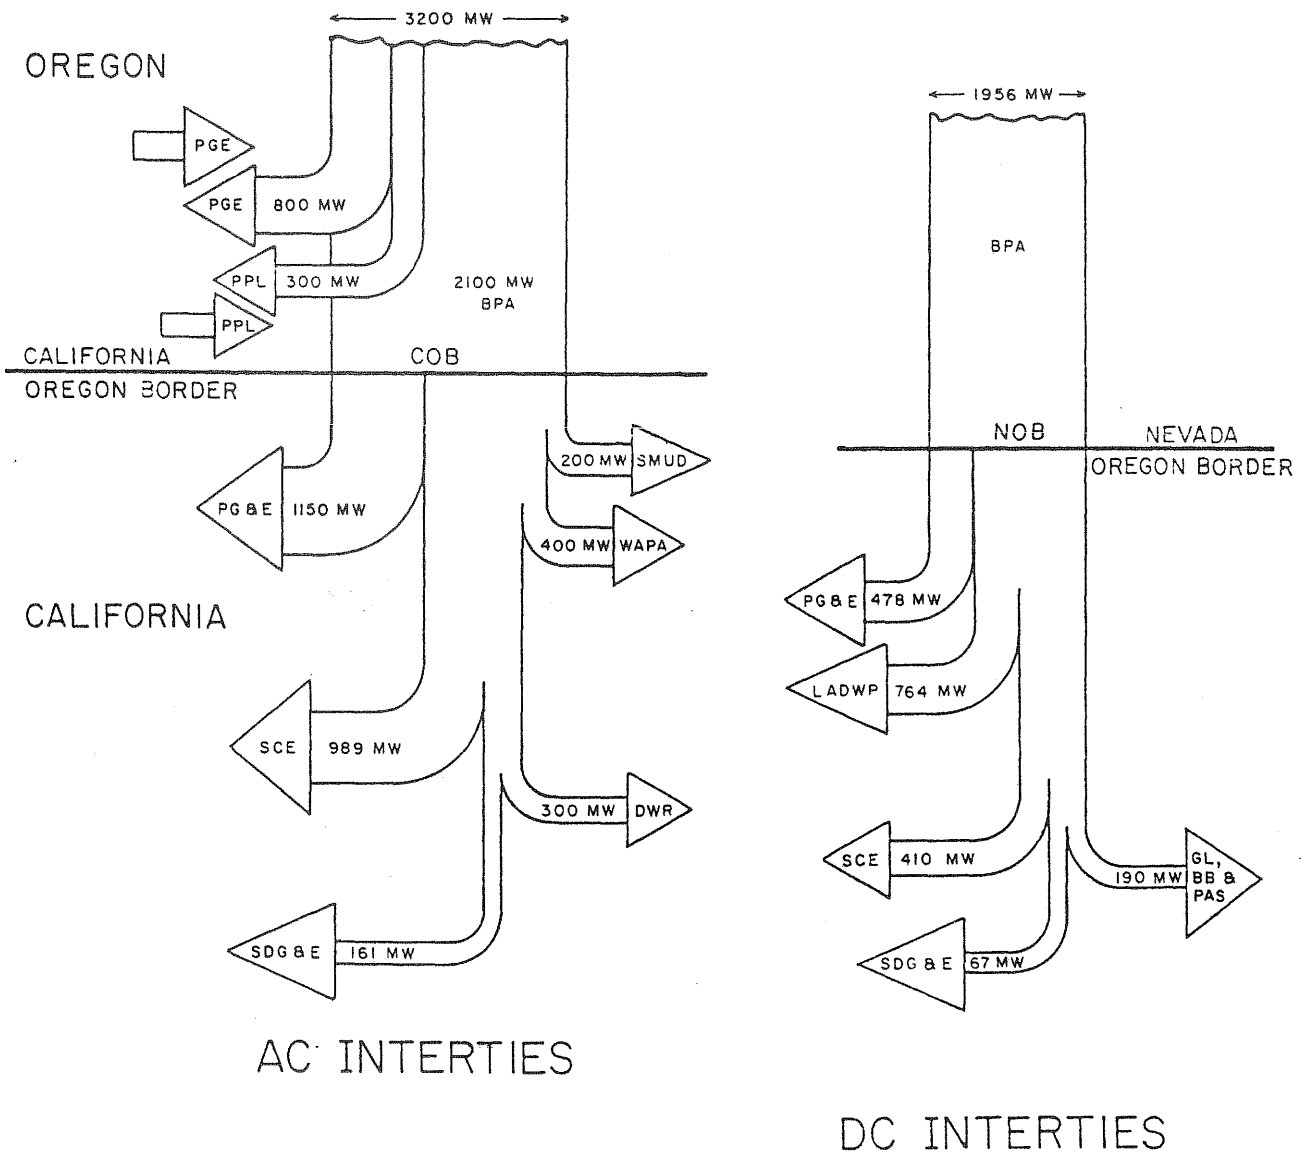 3200 MW
OREGON
PGE
PGE 800 MW
PPL 300 MW
2100 MW
BPA
PPL
CALIFORNIA COB
OREGON BORDER
200 MW SMUD
PG & E 1150 MW
400 MW WAPA
CALIFORNIA
SCE 989 MW
300 MW DWR
SDG & E 161 MW
AC INTERTIES
1956 MW
BPA
NOB NEVADA
OREGON BORDER
PG & E 478 MW
LADWP 764 MW
SCE 410 MW
190 MW
GL,
BB &
PAS
SDG & E 67 MW
DC INTERTIES